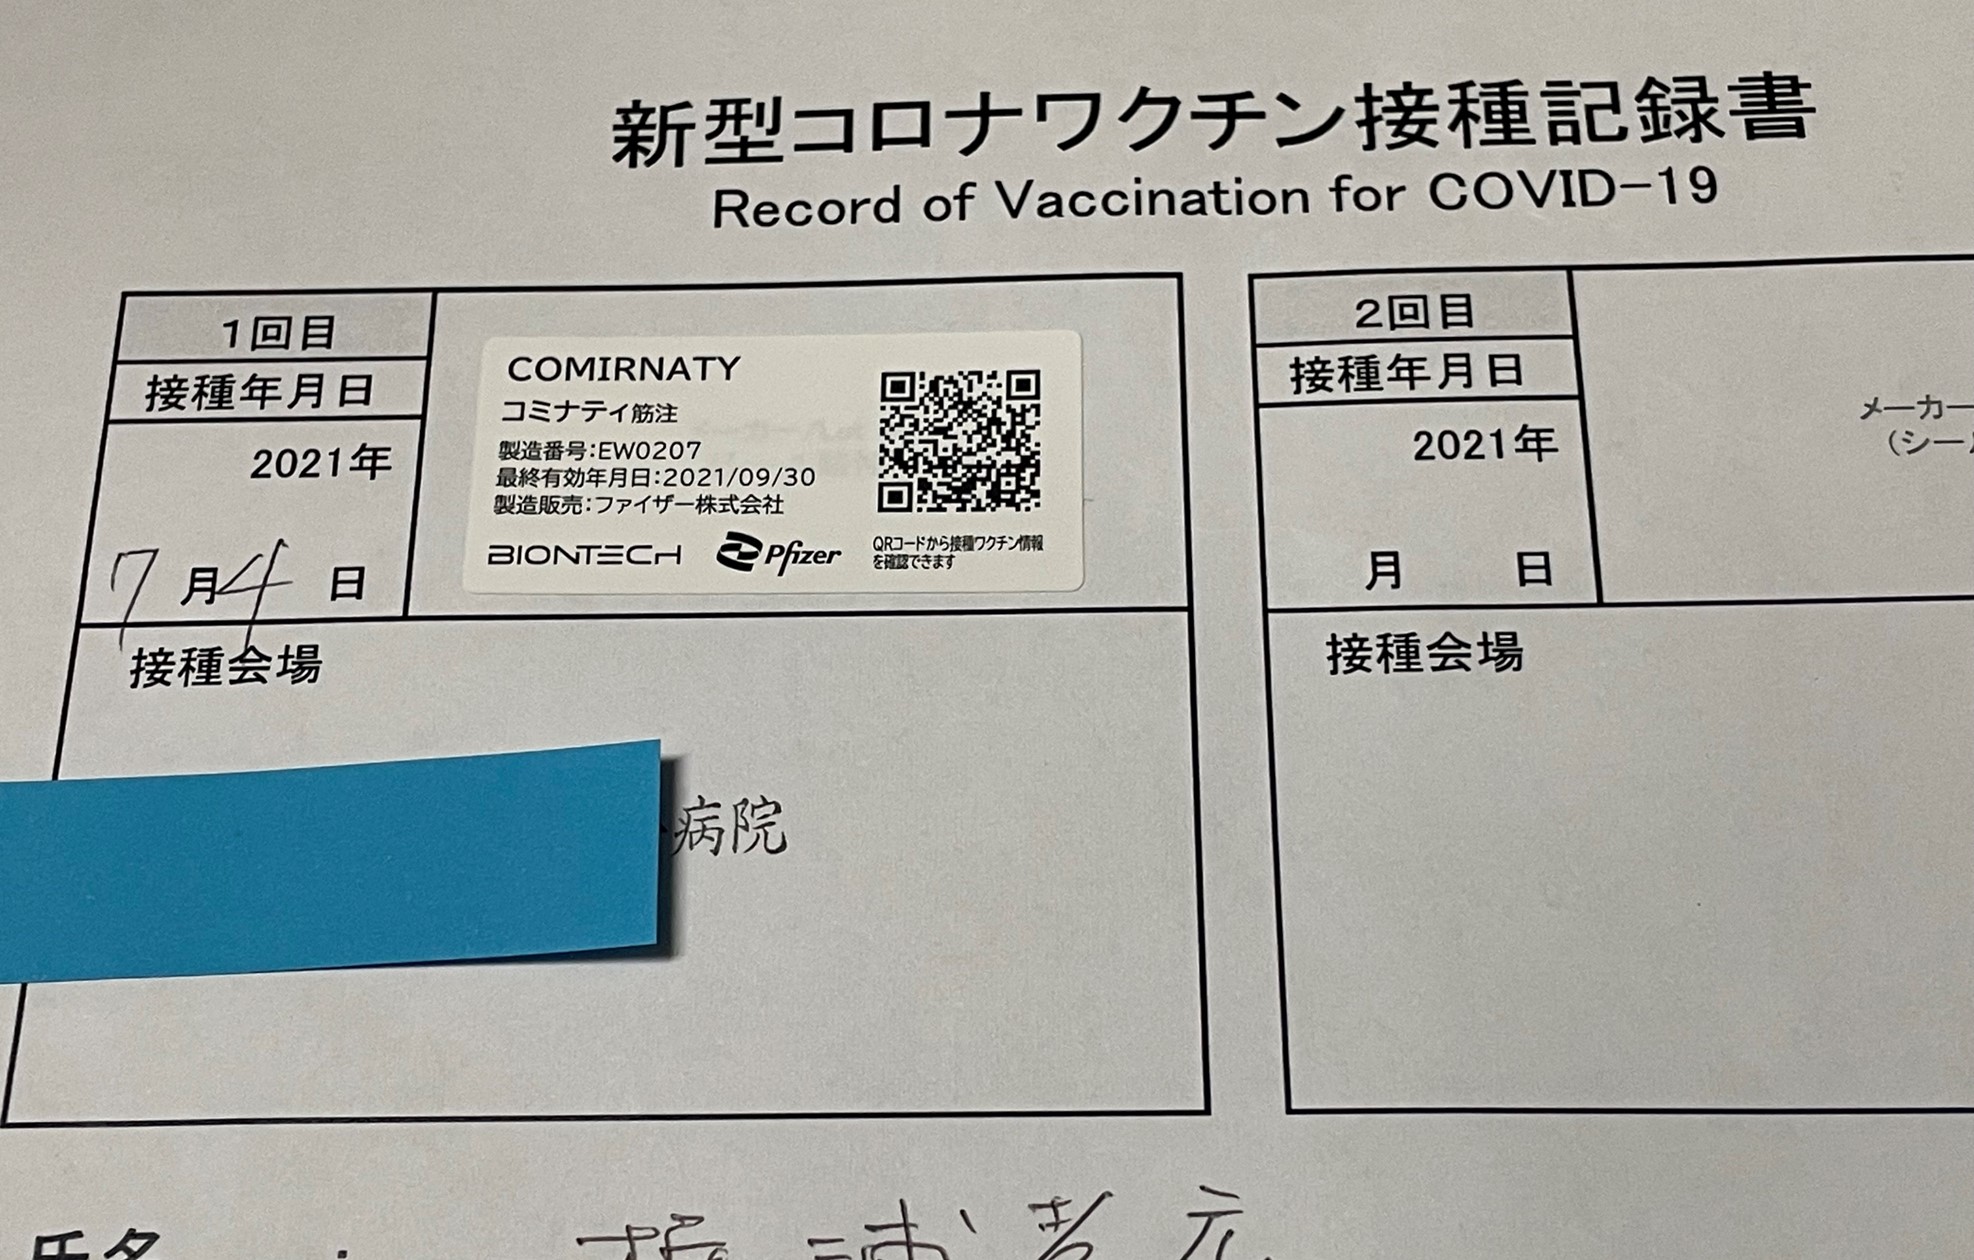 新型コロナワクチン接種記録書
Record of Vaccination for COVID-19
1回目
接種年月日
2021年
7月4日
COMIRNATY
コミナティ筋注
製造番号:EW0207
最終有効年月日:2021/09/30
製造販売:ファイザー株式会社
BIONTECH Pfizer
QRコードから接種ワクチン情報
を確認できます
接種会場
病院
2回目
接種年月日
2021年
月 日
メーカー
(シール
接種会場
氏名 :